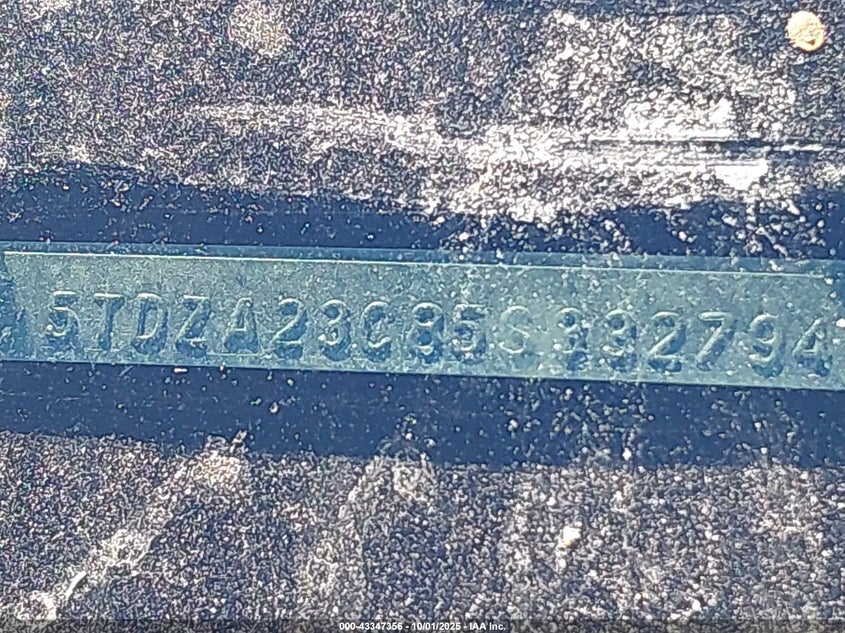 5TDZA23C85S332794
000-43347356 - 10/01/2025 - IAA Inc.